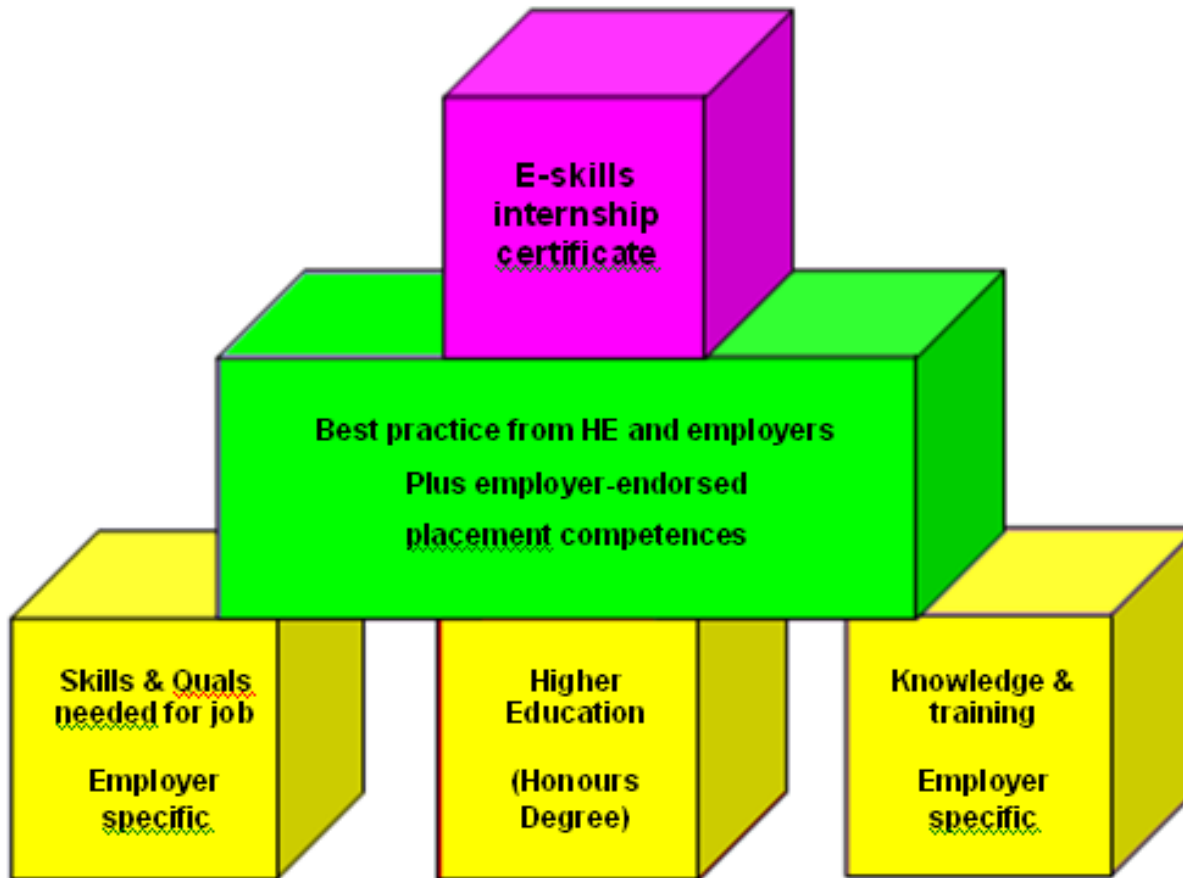 E-skills
internship
certificate
Best practice from HE and employers
Plus employer-endorsed
placement competences
Skills & Quals
needed for job
Employer
specific
Higher
Education
(Honours
Degree)
Knowledge &
training
Employer
specific